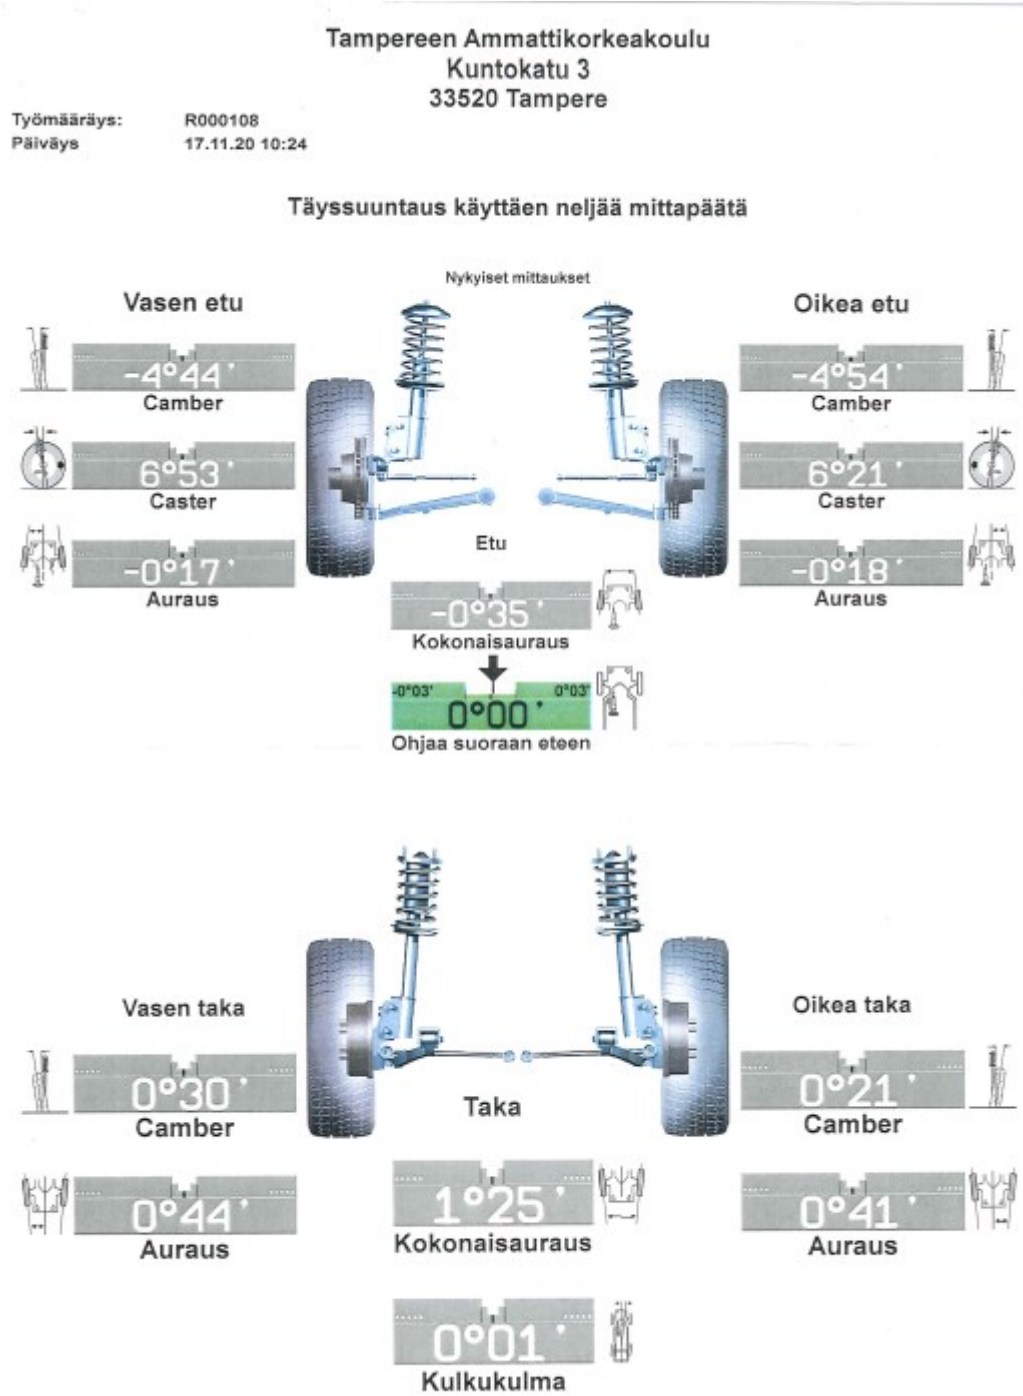 Tampereen Ammattikorkeakoulu
Kuntokatu 3
33520 Tampere
Työmääräys: R000108
Päiväys 17.11.20 10:24
Täyssuuntaus käyttäen neljää mittapäätä
Nykyiset mittaukset
Vasen etu
Oikea etu
-4°44'
Camber
-4°54'
Camber
6°53'
Caster
6°21'
Caster
Etu
-0°17'
Auraus
-0°18'
Auraus
-0°35'
Kokonaisauraus
-0°03' 0°03'
0°00'
Ohjaa suoraan eteen
Vasen taka
Oikea taka
0°30'
Camber
0°21'
Camber
Taka
0°44'
Auraus
1°25'
Kokonaisauraus
0°41'
Auraus
0°01'
Kulkukulma